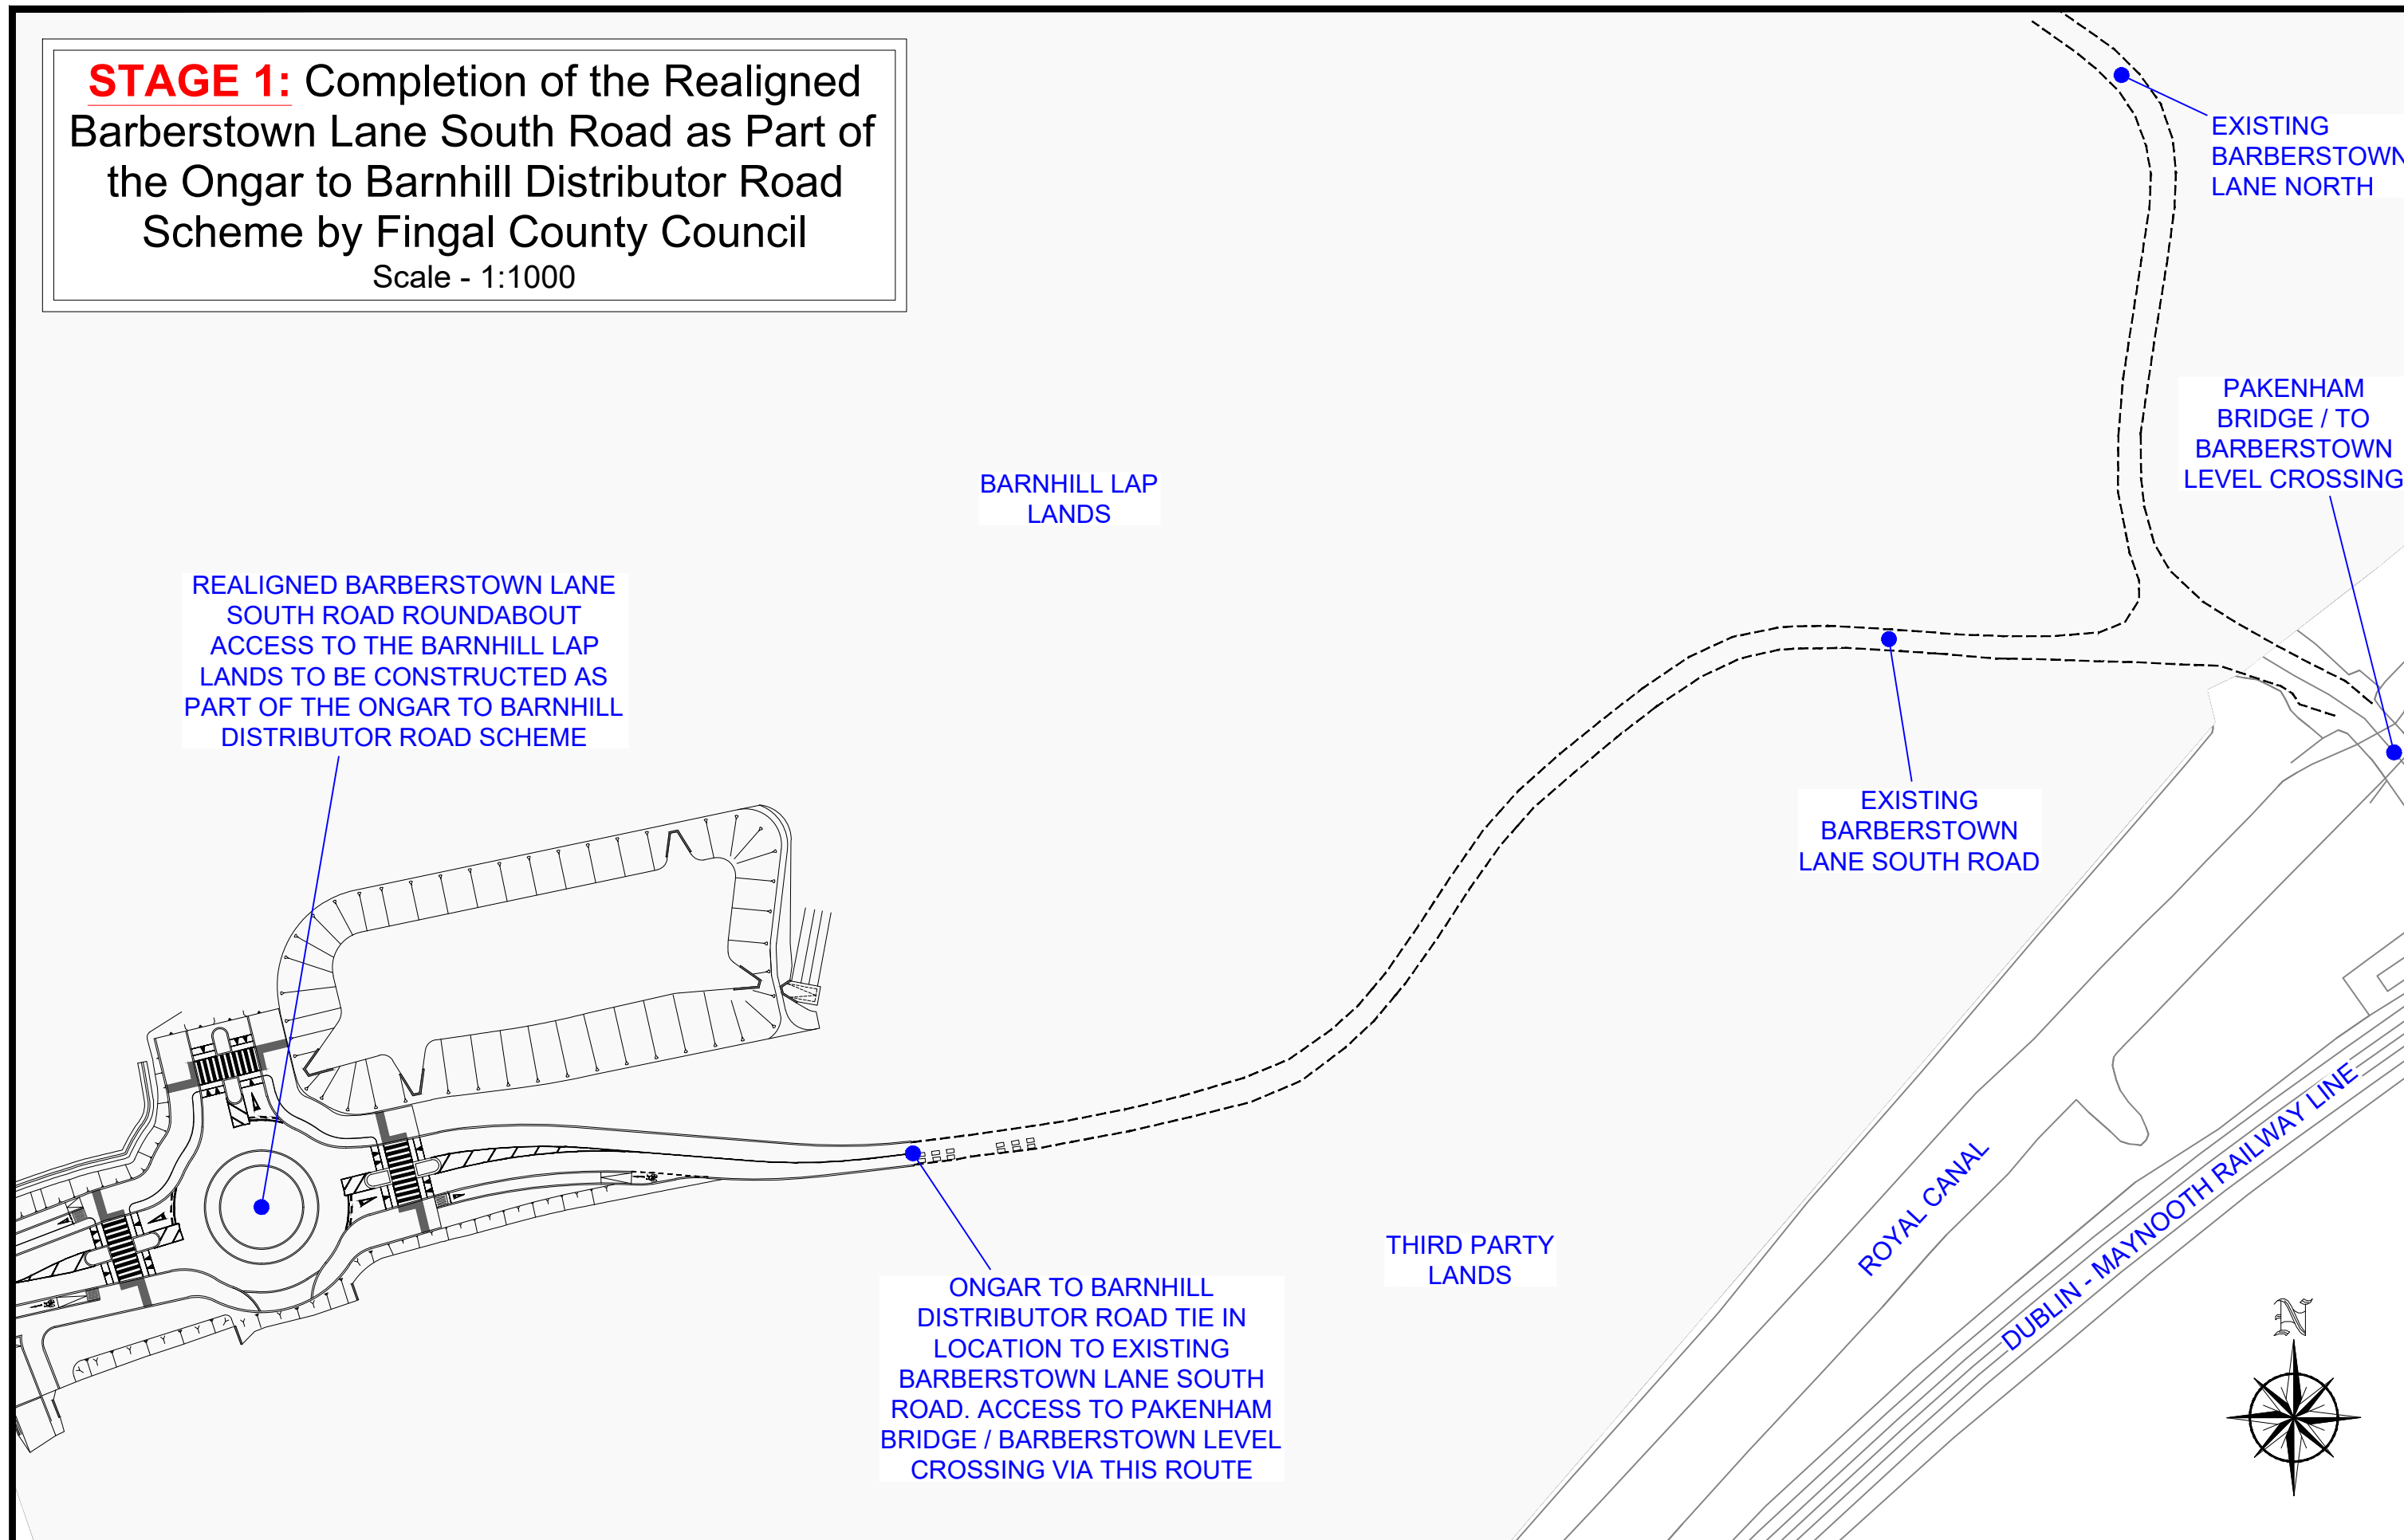 STAGE 1: Completion of the Realigned
Barberstown Lane South Road as Part of
the Ongar to Barnhill Distributor Road
Scheme by Fingal County Council
Scale - 1:1000
EXISTING
BARBERSTOWN
LANE NORTH
PAKENHAM
BRIDGE / TO
BARBERSTOWN
LEVEL CROSSING
BARNHILL LAP
LANDS
REALIGNED BARBERSTOWN LANE
SOUTH ROAD ROUNDABOUT
ACCESS TO THE BARNHILL LAP
LANDS TO BE CONSTRUCTED AS
PART OF THE ONGAR TO BARNHILL
DISTRIBUTOR ROAD SCHEME
EXISTING
BARBERSTOWN
LANE SOUTH ROAD
ROYAL CANAL
DUBLIN - MAYNOOTH RAILWAY LINE
THIRD PARTY
LANDS
ONGAR TO BARNHILL
DISTRIBUTOR ROAD TIE IN
LOCATION TO EXISTING
BARBERSTOWN LANE SOUTH
ROAD. ACCESS TO PAKENHAM
BRIDGE / BARBERSTOWN LEVEL
CROSSING VIA THIS ROUTE
N